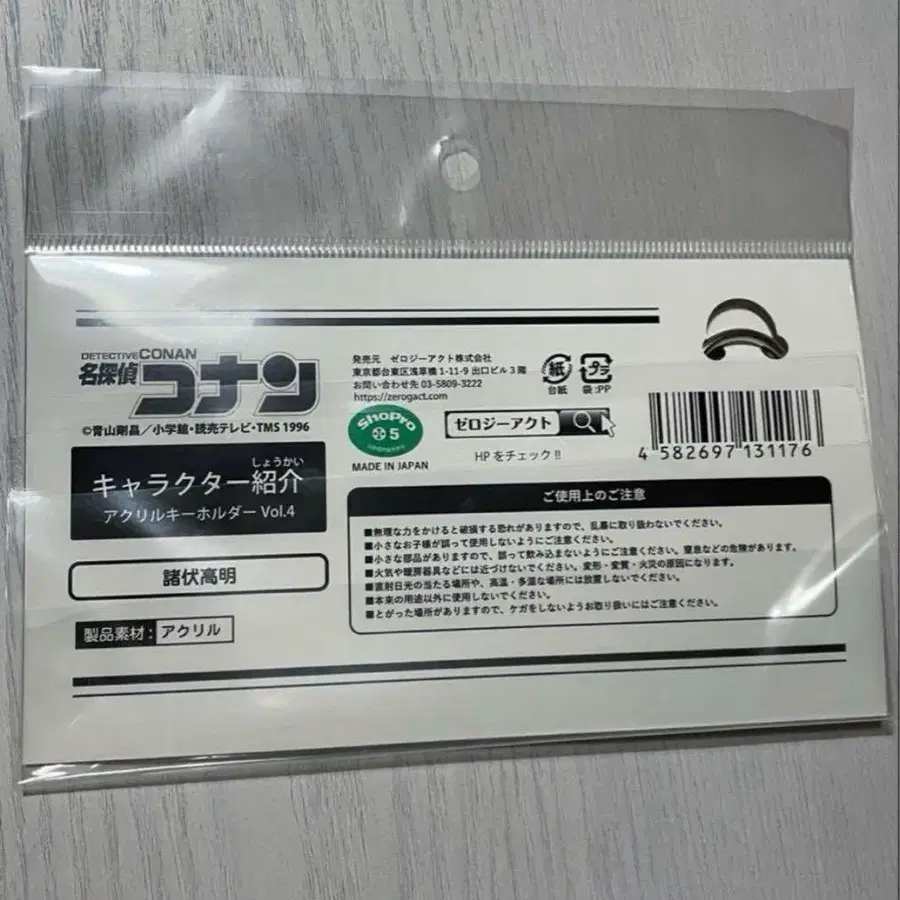 DETECTIVE CONAN
名探偵コナン
©青山剛昌/小学館・読売テレビ・TMS 1996
しょうかい
キャラクター紹介
アクリルキーホルダー Vol.4
諸伏高明
製品素材:アクリル
発売元 ゼロジーアクト株式会社
東京都台東区浅草橋1-11-9 出口ビル3階
お問い合わせ先 03-5809-3222
https://zerogact.com
ShoPro
5
MADE IN JAPAN
紙
台紙
プラ
袋:PP
ゼロジーアクト
HPをチェック!!
4 582697 131176
ご使用上のご注意
■無理な力をかけると破損する恐れがありますので、乱暴に取り扱わないでください。
■小さなお子様が誤って使用しないようにご注意ください。
■小さな部品がありますので、誤って飲み込まないようにご注意ください。窒息などの危険があります。
■火気や暖房器具などには近づけないでください。変形・変質・火災の原因になります。
■直射日光の当たる場所や、高温・多湿な場所には放置しないでください。
■本来の用途以外に使用しないでください。
■とがった場所がありますので、ケガをしないようお取り扱いにはご注意ください。